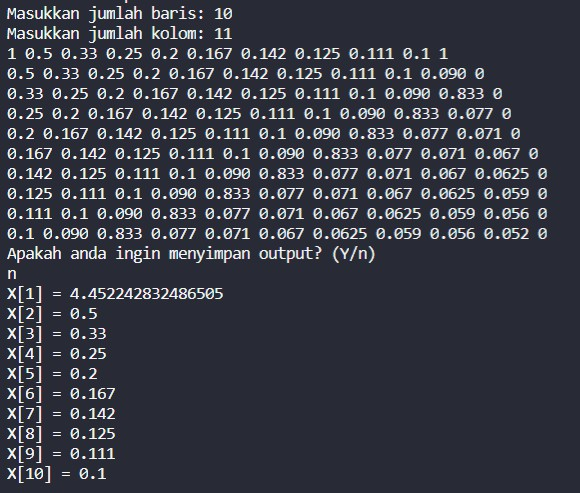 Masukkan jumlah baris: 10
Masukkan jumlah kolom: 11
1 0.5 0.33 0.25 0.2 0.167 0.142 0.125 0.111 0.1 1
0.5 0.33 0.25 0.2 0.167 0.142 0.125 0.111 0.1 0.090 0
0.33 0.25 0.2 0.167 0.142 0.125 0.111 0.1 0.090 0.833 0
0.25 0.2 0.167 0.142 0.125 0.111 0.1 0.090 0.833 0.077 0
0.2 0.167 0.142 0.125 0.111 0.1 0.090 0.833 0.077 0.071 0
0.167 0.142 0.125 0.111 0.1 0.090 0.833 0.077 0.071 0.067 0
0.142 0.125 0.111 0.1 0.090 0.833 0.077 0.071 0.067 0.0625 0
0.125 0.111 0.1 0.090 0.833 0.077 0.071 0.067 0.0625 0.059 0
0.111 0.1 0.090 0.833 0.077 0.071 0.067 0.0625 0.059 0.056 0
0.1 0.090 0.833 0.077 0.071 0.067 0.0625 0.059 0.056 0.052 0
Apakah anda ingin menyimpan output? (Y/n)
n
X[1] = 4.452242832486505
X[2] = 0.5
X[3] = 0.33
X[4] = 0.25
X[5] = 0.2
X[6] = 0.167
X[7] = 0.142
X[8] = 0.125
X[9] = 0.111
X[10] = 0.1